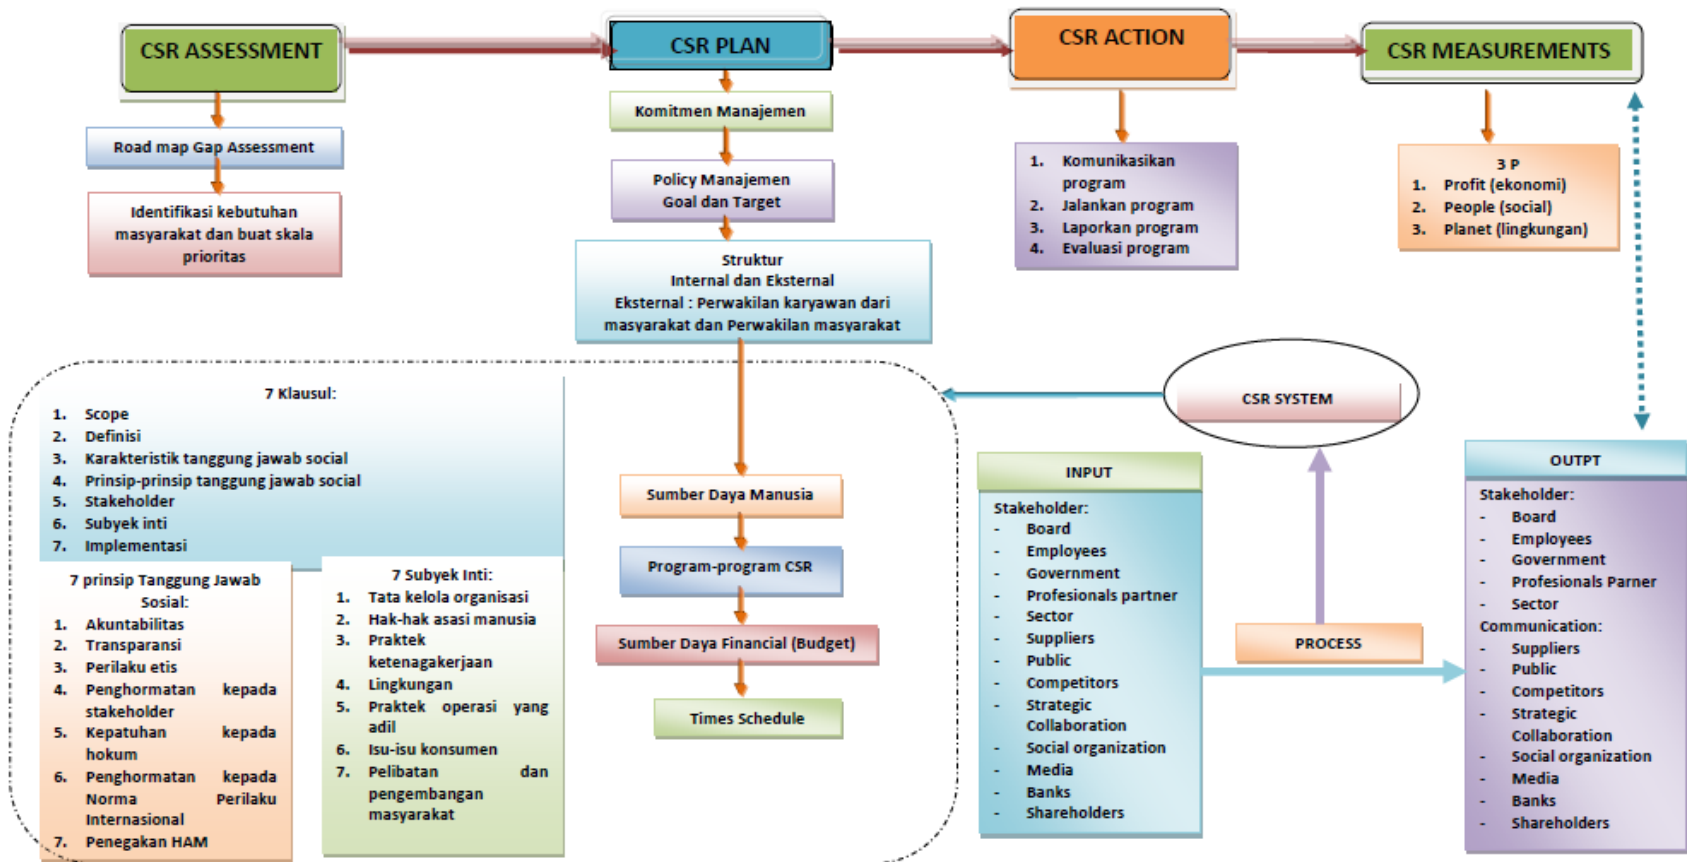 CSR ASSESSMENT
CSR PLAN
CSR ACTION
CSR MEASUREMENTS
Road map Gap Assessment
Identifikasi kebutuhan
masyarakat dan buat skala
prioritas
Komitmen Manajemen
Policy Manajemen
Goal dan Target
Struktur
Internal dan Eksternal
Eksternal : Perwakilan karyawan dari
masyarakat dan Perwakilan masyarakat
1. Komunikasikan
program
2. Jalankan program
3. Laporkan program
4. Evaluasi program
3 P
1. Profit (ekonomi)
2. People (social)
3. Planet (lingkungan)
7 Klausul:
1. Scope
2. Definisi
3. Karakteristik tanggung jawab social
4. Prinsip-prinsip tanggung jawab social
5. Stakeholder
6. Subyek inti
7. Implementasi
7 prinsip Tanggung Jawab
Sosial:
1. Akuntabilitas
2. Transparansi
3. Perilaku etis
4. Penghormatan kepada
stakeholder
5. Kepatuhan kepada
hokum
6. Penghormatan kepada
Norma Perilaku
Internasional
7. Penegakan HAM
7 Subyek Inti:
1. Tata kelola organisasi
2. Hak-hak asasi manusia
3. Praktek
ketenagakerjaan
4. Lingkungan
5. Praktek operasi yang
adil
6. Isu-isu konsumen
7. Pelibatan dan
pengembangan
masyarakat
Sumber Daya Manusia
Program-program CSR
Sumber Daya Financial (Budget)
Times Schedule
CSR SYSTEM
INPUT
Stakeholder:
- Board
- Employees
- Government
- Profesionals partner
- Sector
- Suppliers
- Public
- Competitors
- Strategic
Collaboration
- Social organization
- Media
- Banks
- Shareholders
PROCESS
OUTPT
Stakeholder:
- Board
- Employees
- Government
- Profesionals Parner
- Sector
Communication:
- Suppliers
- Public
- Competitors
- Strategic
Collaboration
- Social organization
- Media
- Banks
- Shareholders